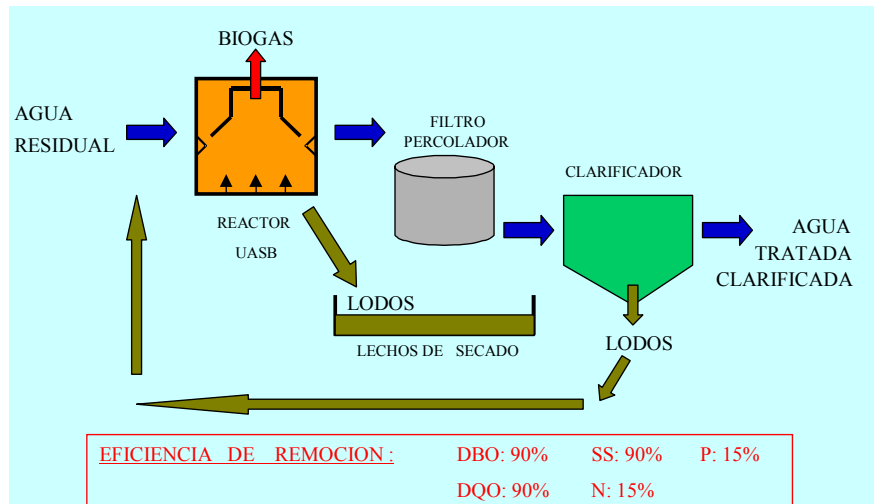 BIOGAS
AGUA
RESIDUAL
REACTOR
UASB
FILTRO
PERCOLADOR
CLARIFICADOR
AGUA
TRATADA
CLARIFICADA
LODOS
LECHOS DE SECADO
LODOS
EFICIENCIA DE REMOCION : DBO: 90% SS: 90% P: 15%
DQO: 90% N: 15%